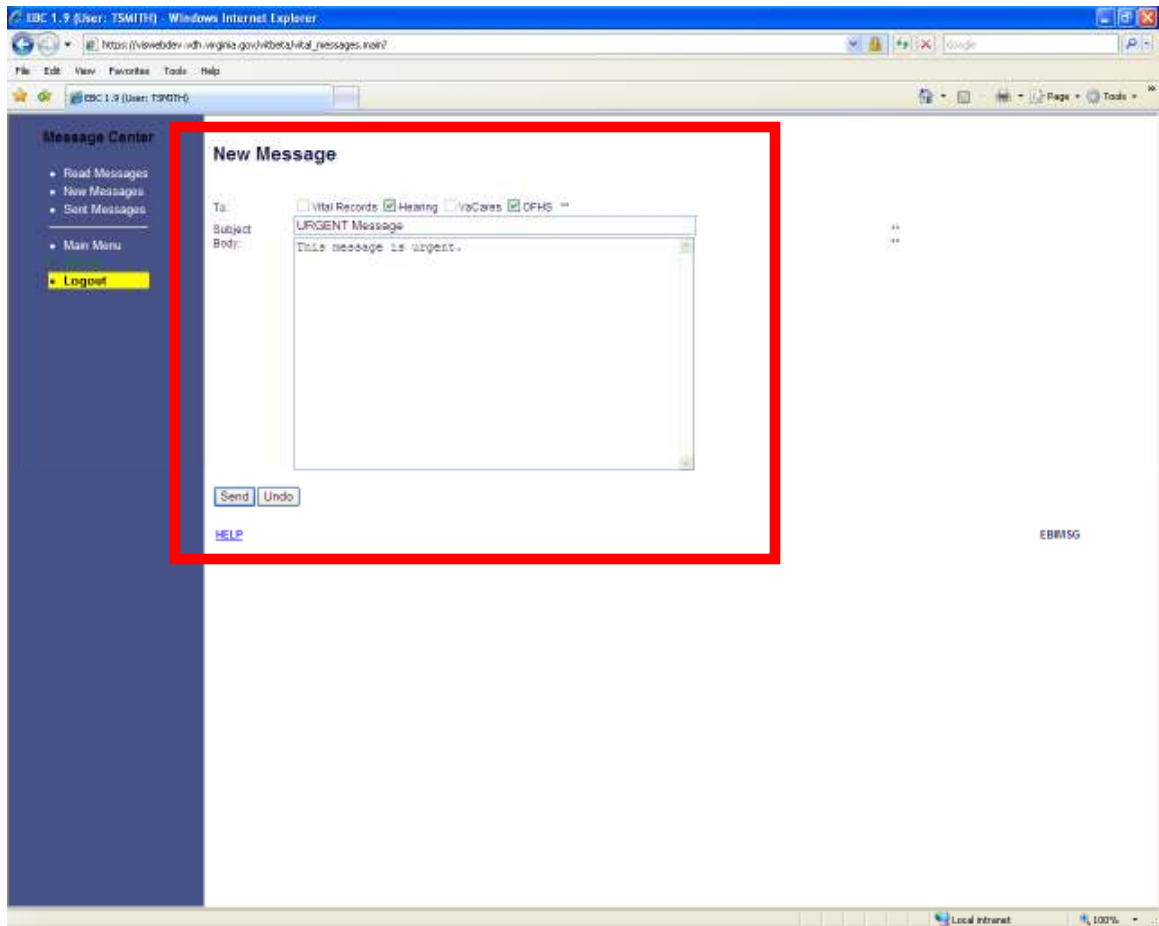 EBC 1.9 (User: TSMITH) - Windows Internet Explorer
https://viswebdev.vdh.virginia.gov/vitbeta/vital_messages.main?
Google
File Edit View Favorites Tools Help
EBC 1.9 (User: TSMITH)
Page Tools
Message Center
Read Messages
New Messages
Sent Messages
Main Menu
Logout
New Message
To: Vital Records Hearing VaCares OFHS **
Subject URGENT Message **
Body: This message is urgent. **
Send Undo
HELP EBIMSG
Local intranet 100%